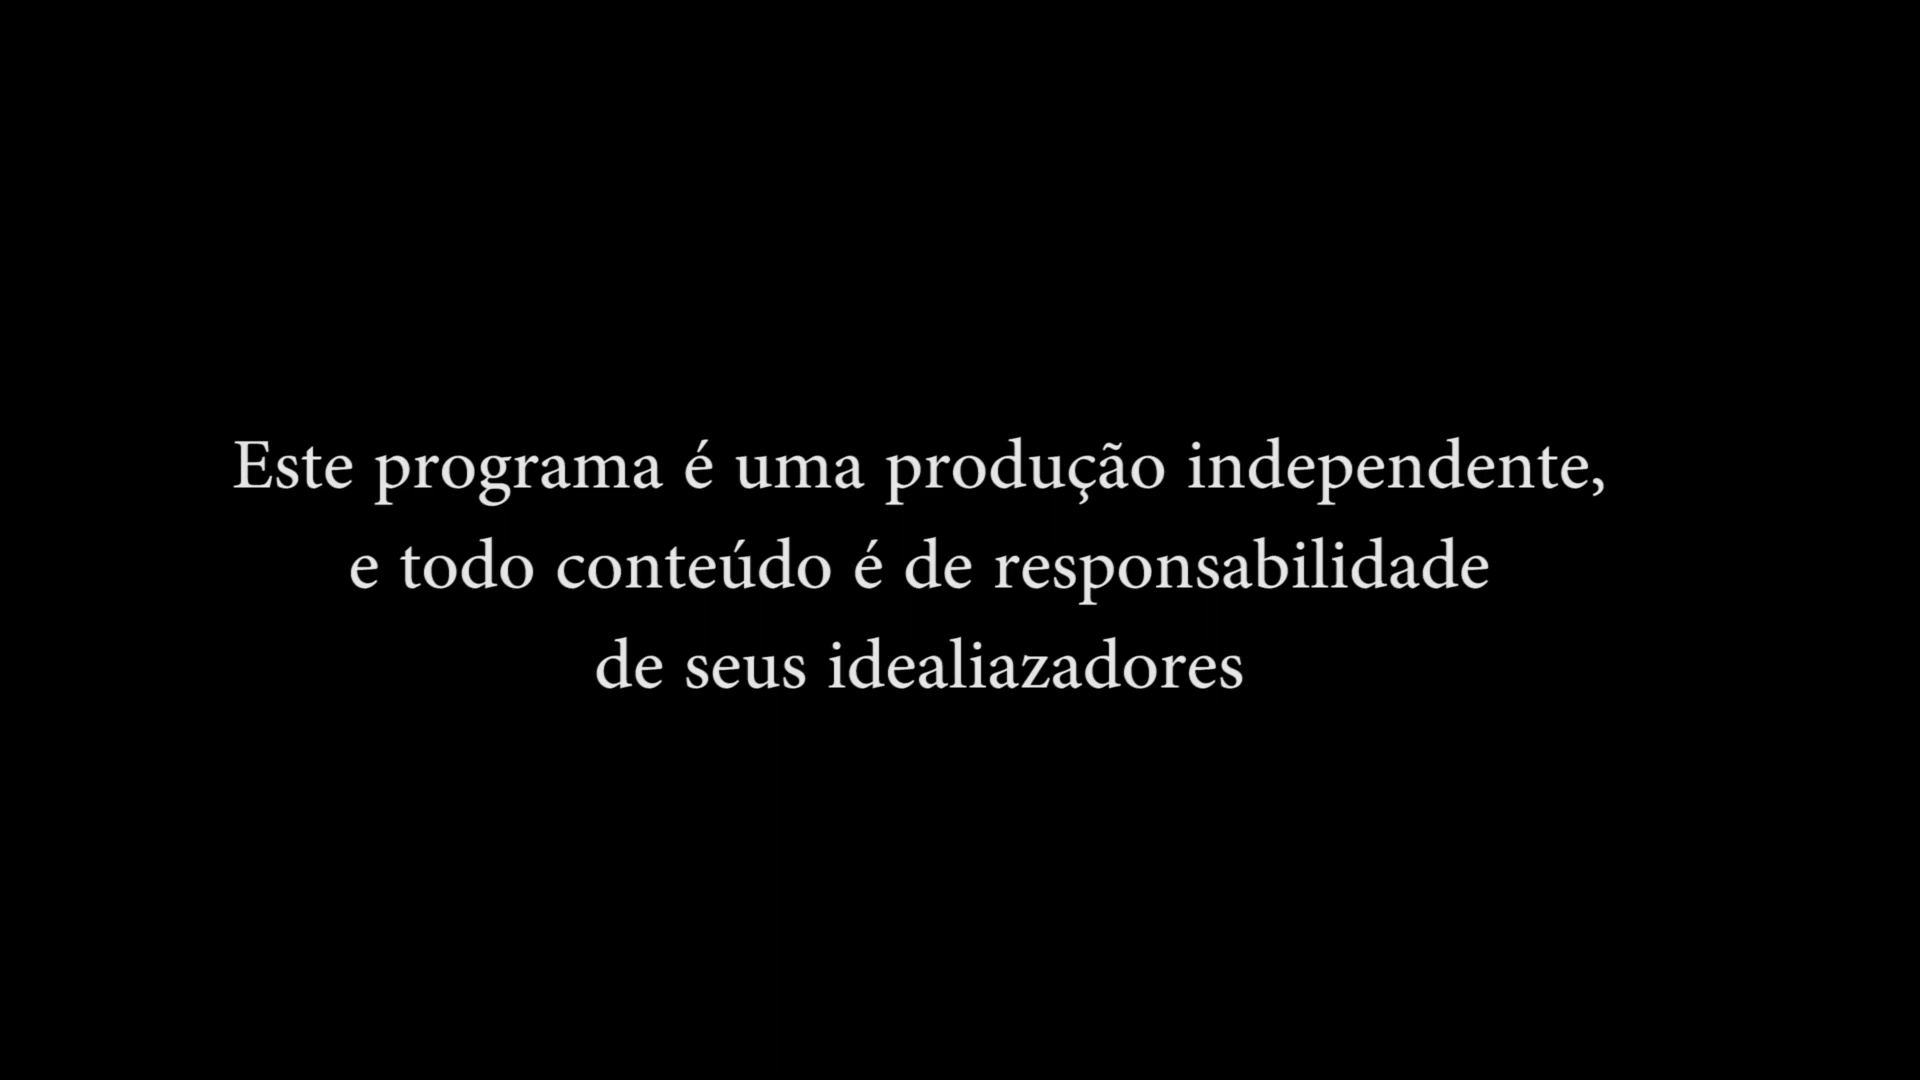 Este programa é uma produção independente,
e todo conteúdo é de responsabilidade
de seus idealiazadores